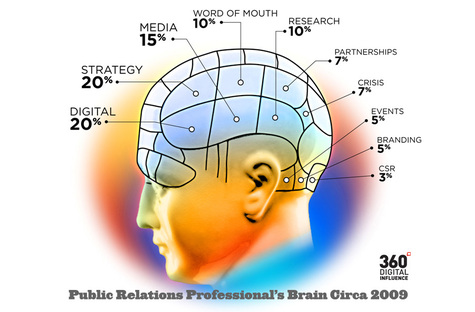 WORD OF MOUTH
10%
MEDIA
15%
RESEARCH
10%
PARTNERSHIPS
7%
STRATEGY
20%
CRISIS
7%
DIGITAL
20%
EVENTS
5%
BRANDING
5%
CSR
3%
360°
DIGITAL
INFLUENCE
Public Relations Professional's Brain Circa 2009